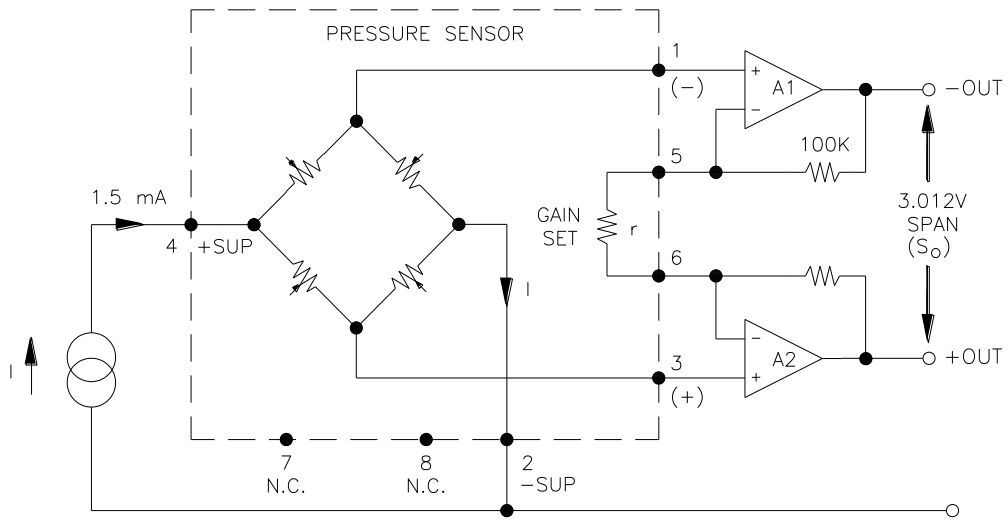 PRESSURE SENSOR
1
(-)
+
A1
-
-OUT
100K
5
1.5 mA
3.012V
SPAN
(So)
GAIN
SET
r
4
+SUP
6
I
I
-
A2
+
+OUT
3
(+)
7
N.C.
8
N.C.
2
-SUP